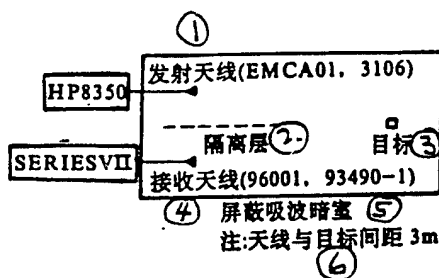 ①
发射天线(EMCA01, 3106)
HP8350
隔离层②.
目标③
SERIESVII
接收天线(96001, 93490-1)
④ 屏蔽吸波暗室 ⑤
注:天线与目标间距 3m
⑥